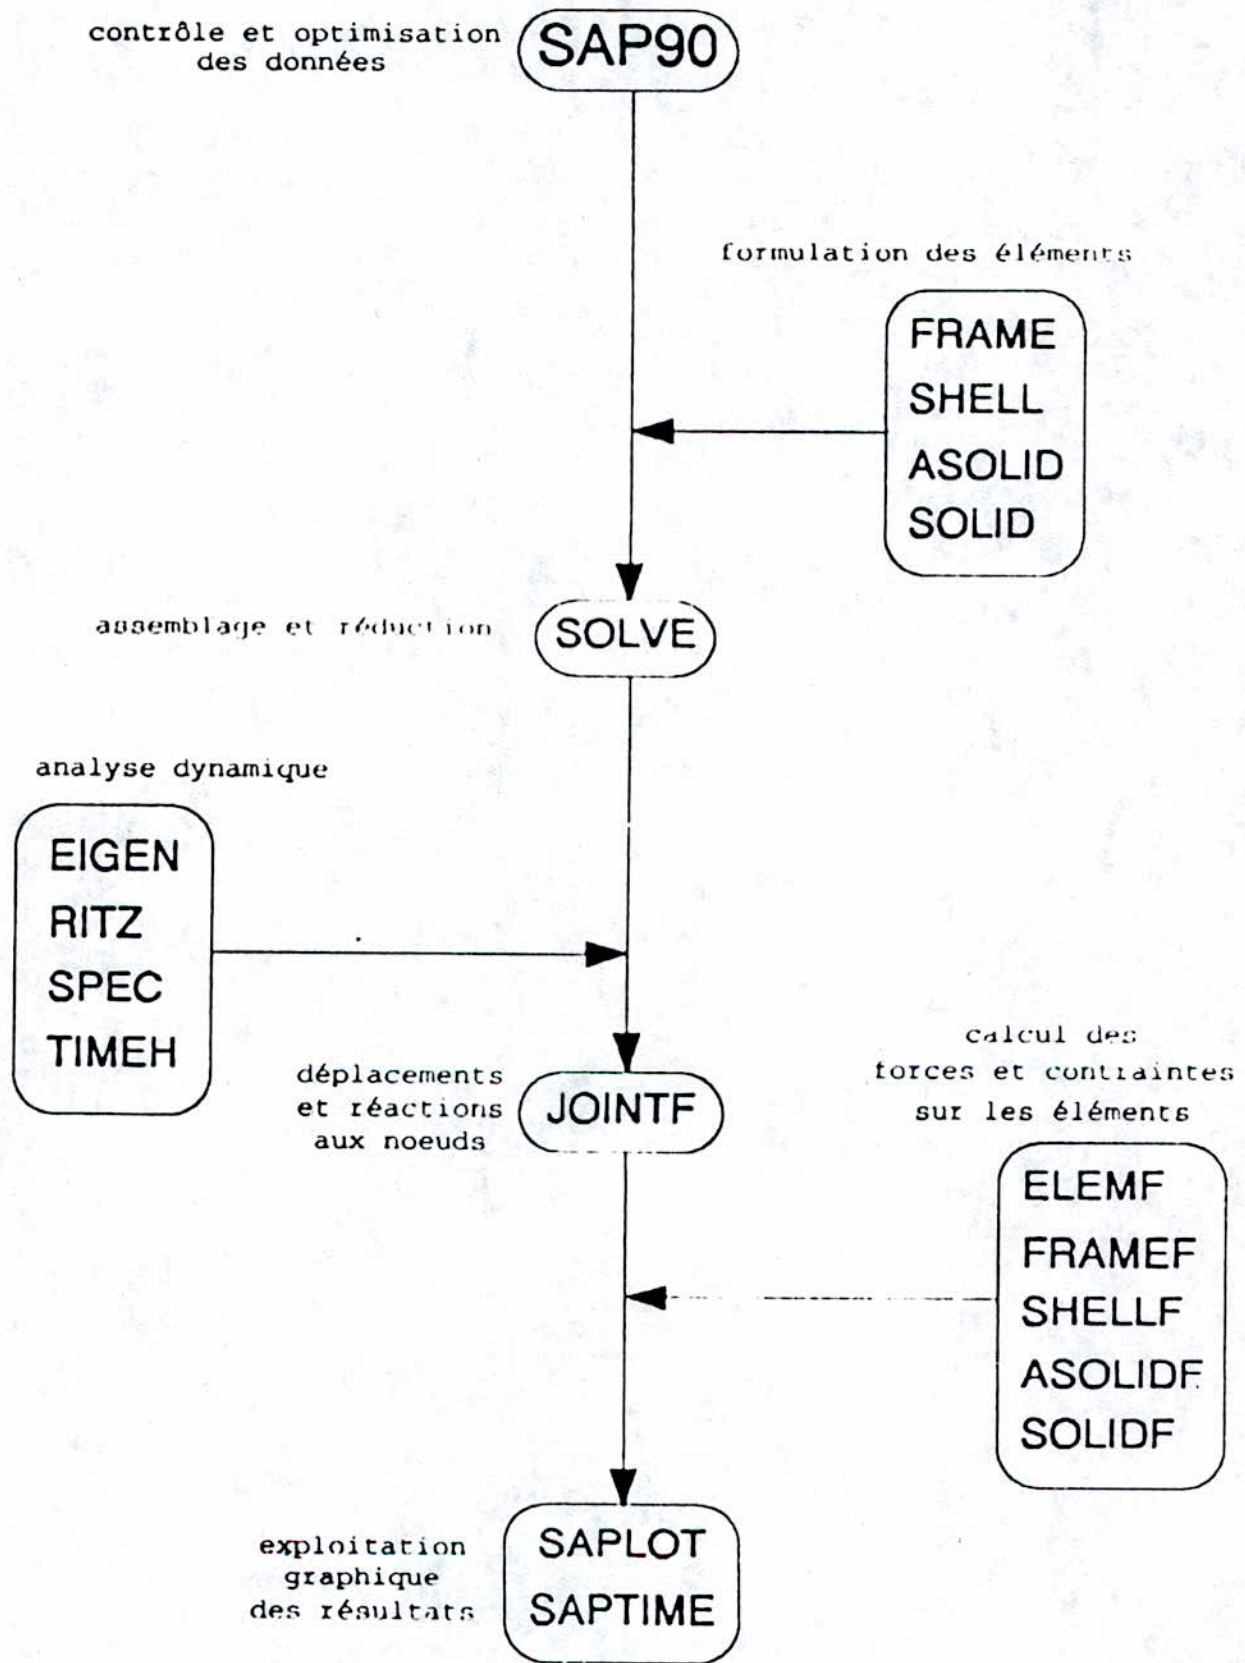 contrôle et optimisation
des données
SAP90
formulation des éléments
FRAME
SHELL
ASOLID
SOLID
assemblage et réduction
SOLVE
analyse dynamique
EIGEN
RITZ
SPEC
TIMEH
déplacements
et réactions
aux noeuds
JOINTF
calcul des
forces et contraintes
sur les éléments
ELEMF
FRAMEF
SHELLF
ASOLIDF
SOLIDF
exploitation
graphique
des résultats
SAPLOT
SAPTIME